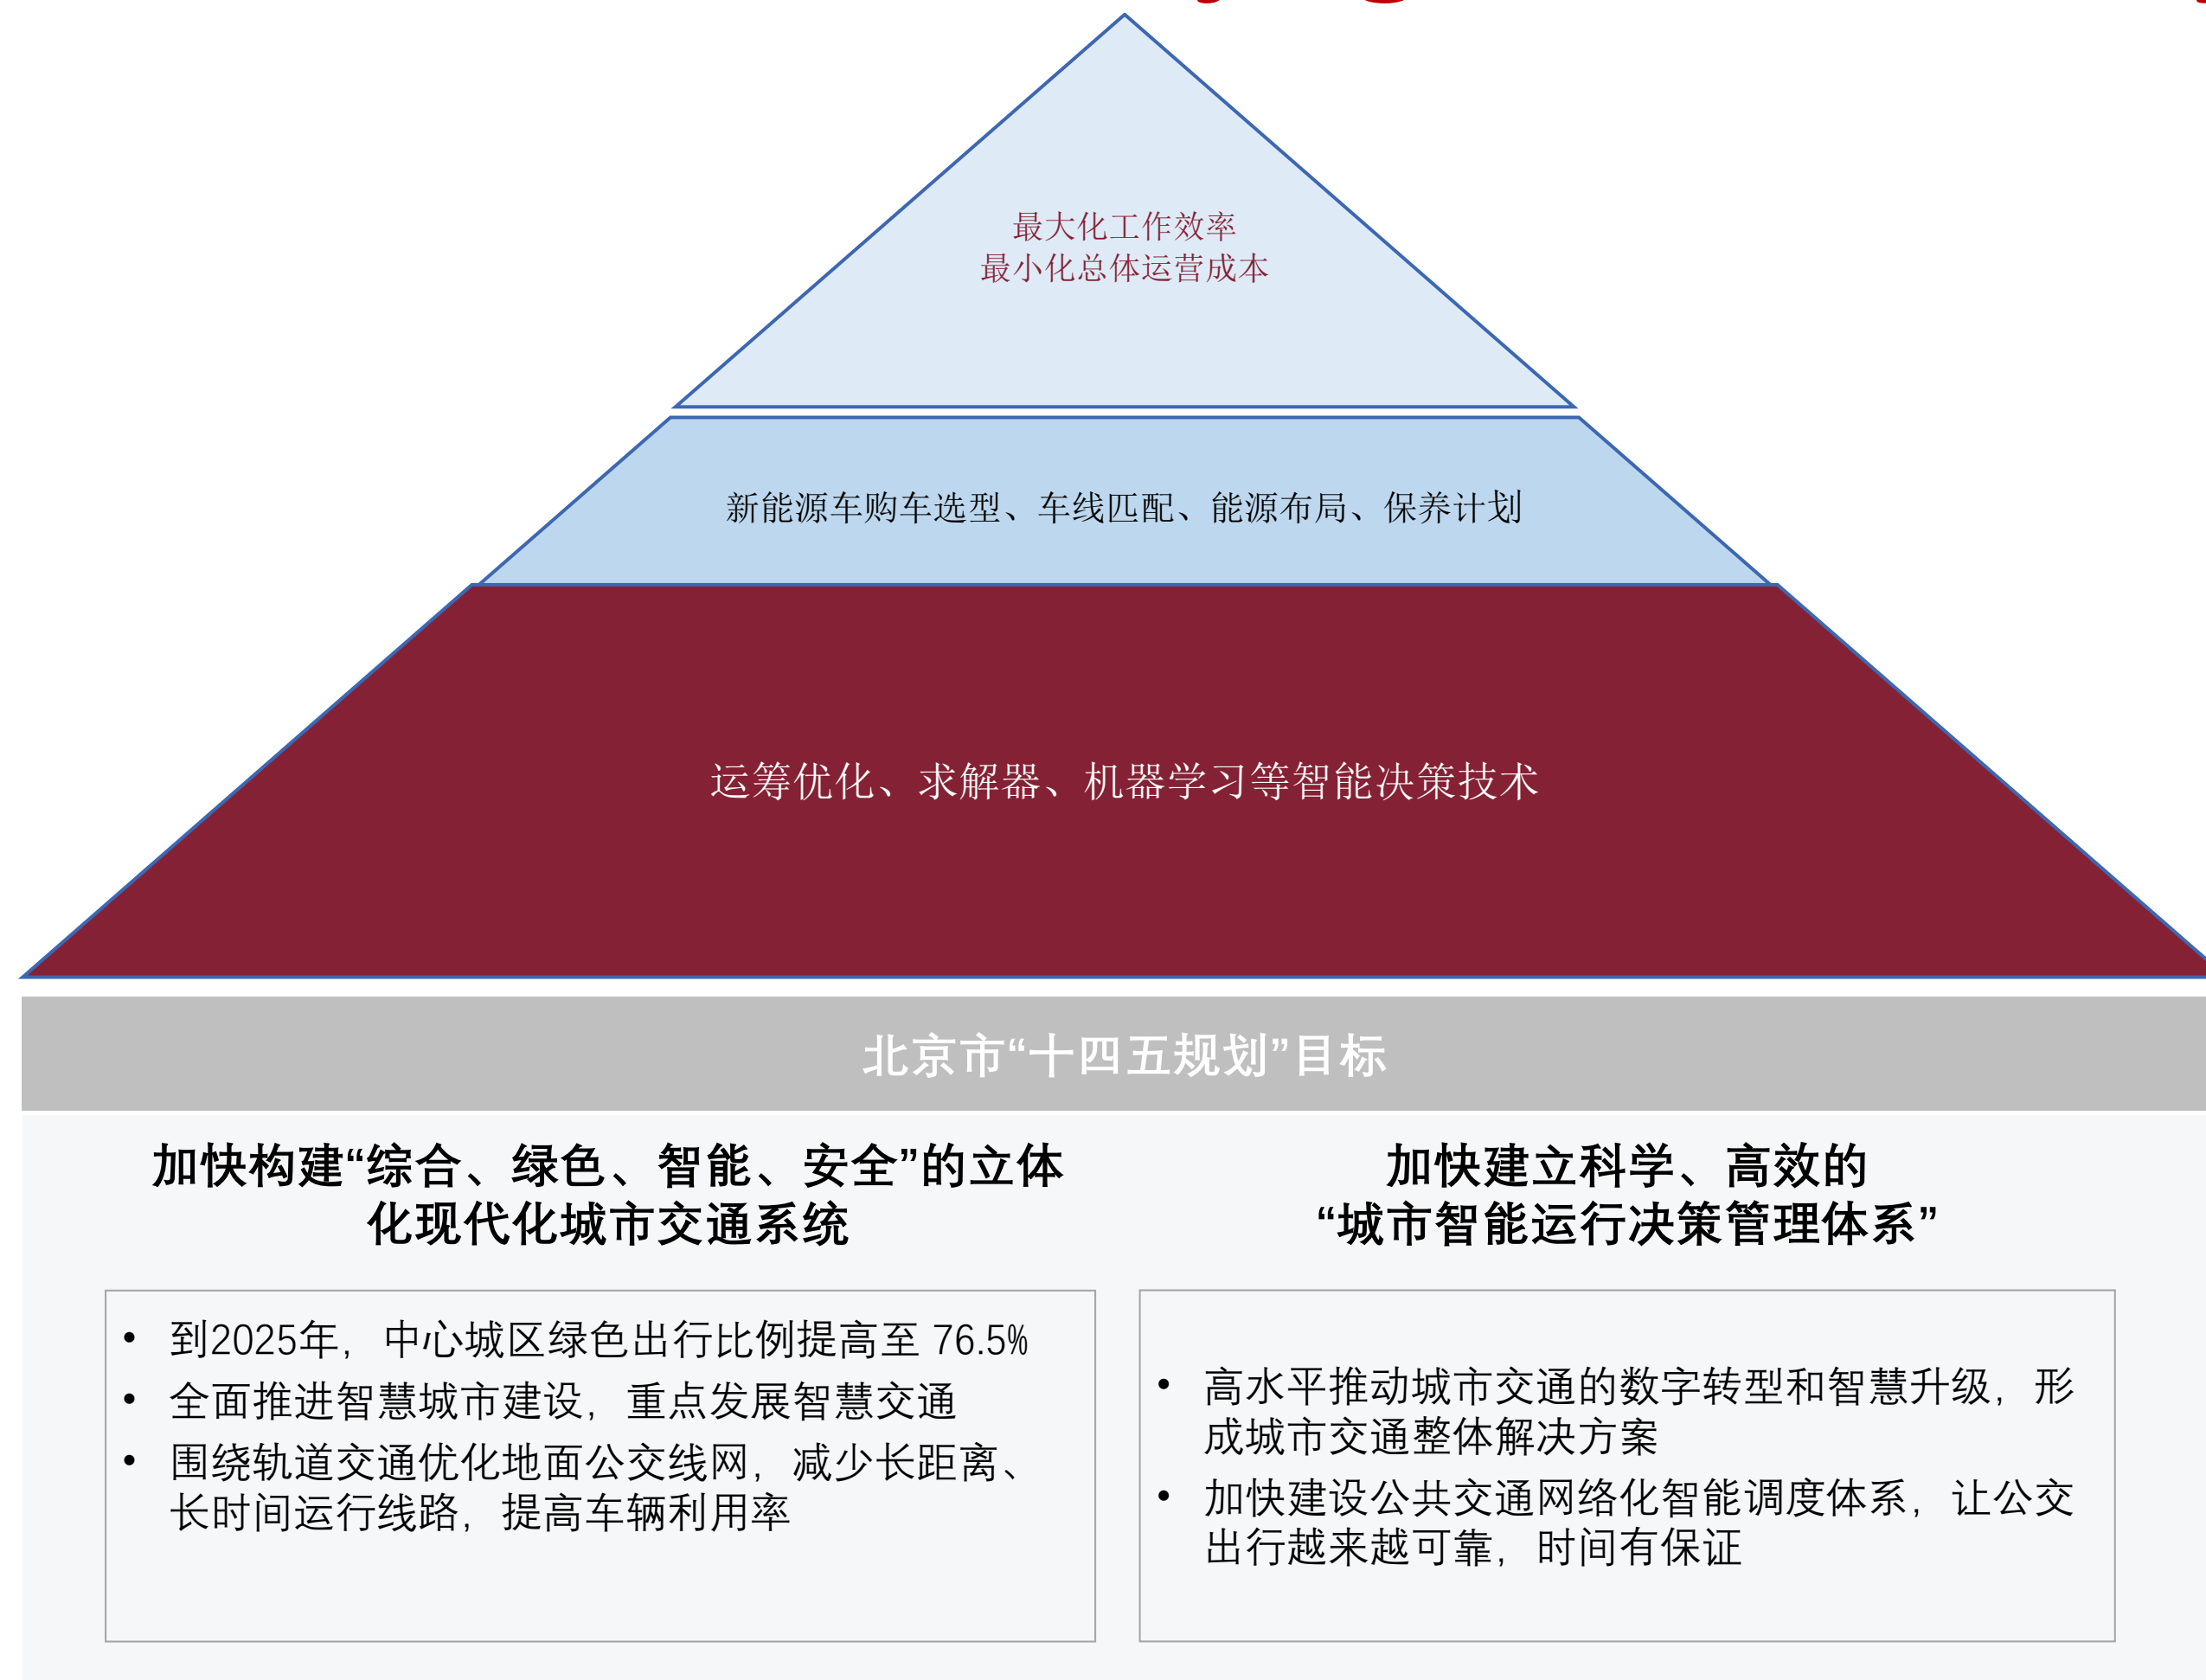 最大化工作效率
最小化总体运营成本
新能源车购车选型、车线匹配、能源布局、保养计划
运筹优化、求解器、机器学习等智能决策技术
北京市“十四五规划”目标
加快构建“综合、绿色、智能、安全”的立体
化现代化城市交通系统
• 到2025年，中心城区绿色出行比例提高至 76.5%
• 全面推进智慧城市建设，重点发展智慧交通
• 围绕轨道交通优化地面公交线网，减少长距离、
长时间运行线路，提高车辆利用率
加快建立科学、高效的
“城市智能运行决策管理体系”
• 高水平推动城市交通的数字转型和智慧升级，形
成城市交通整体解决方案
• 加快建设公共交通网络化智能调度体系，让公交
出行越来越可靠，时间有保证